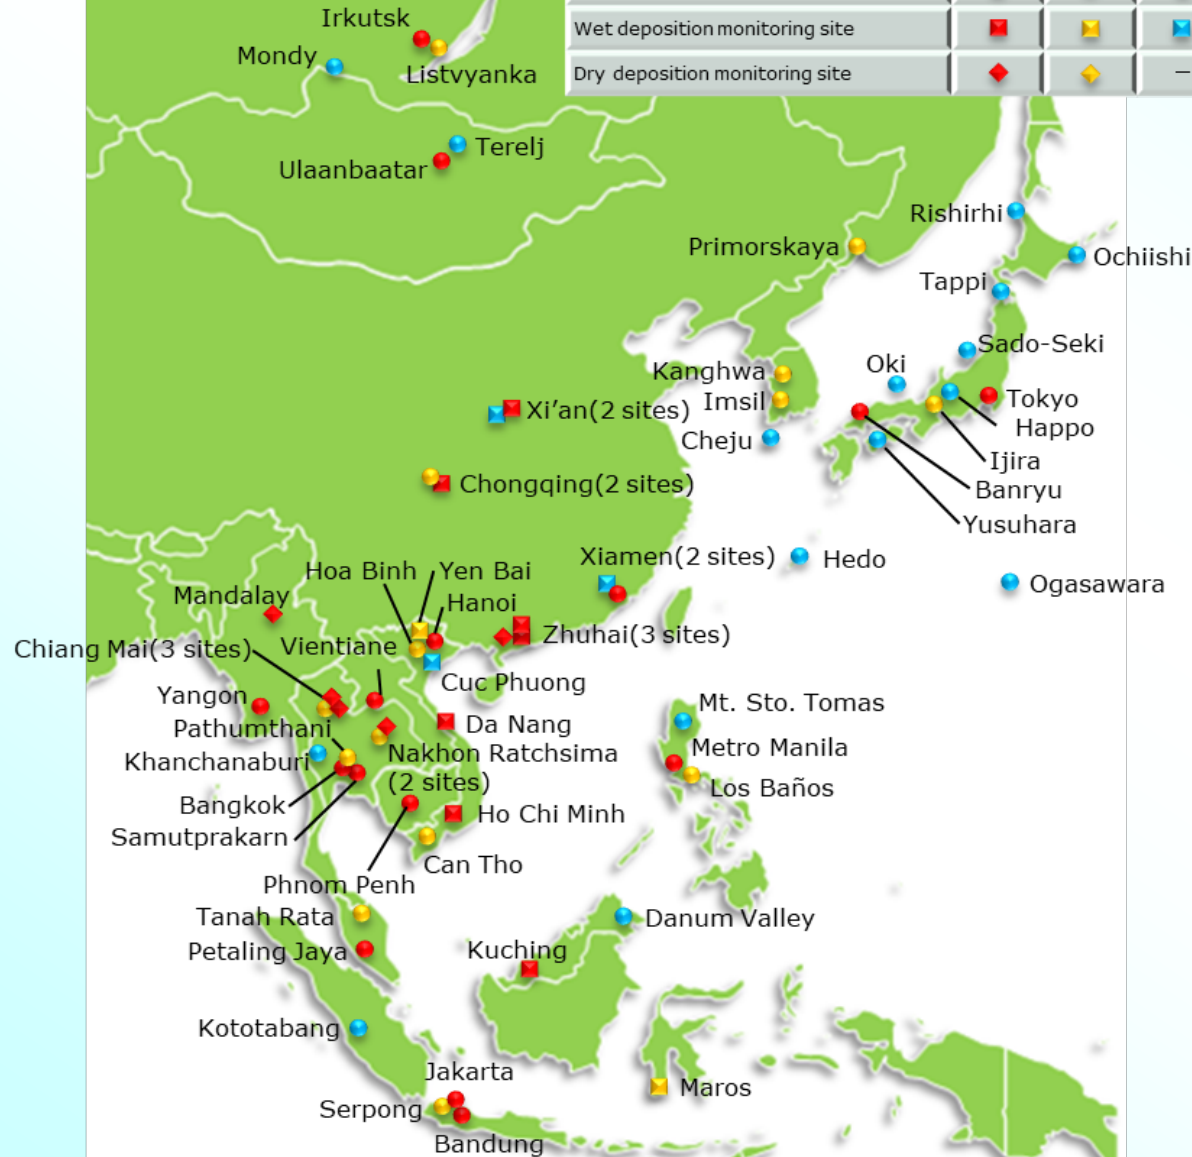 Irkutsk
Wet deposition monitoring site
Mondy
Listvyanka
Dry deposition monitoring site
–
Terelj
Ulaanbaatar
Rishirhi
Primorskaya
Ochiishi
Tappi
Sado-Seki
Oki
Kanghwa
Imsil
Tokyo
Xi’an(2 sites)
Happo
Cheju
Ijira
Chongqing(2 sites)
Banryu
Yusuhara
Xiamen(2 sites)
Hedo
Hoa Binh
Yen Bai
Ogasawara
Mandalay
Hanoi
Zhuhai(3 sites)
Chiang Mai(3 sites)
Vientiane
Cuc Phuong
Yangon
Mt. Sto. Tomas
Da Nang
Pathumthani
Metro Manila
Khanchanaburi
Nakhon Ratchsima
(2 sites)
Los Baños
Bangkok
Ho Chi Minh
Samutprakarn
Can Tho
Phnom Penh
Tanah Rata
Danum Valley
Petaling Jaya
Kuching
Kototabang
Jakarta
Maros
Serpong
Bandung